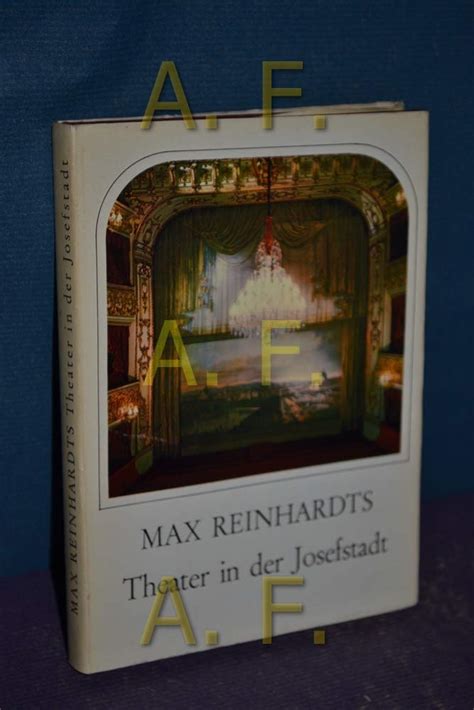 A. F.
A. F.
MAX REINHARDTS
Theater in der Josefstadt
A. F.
MAX REINHARDTS Theater in der Josefstadt